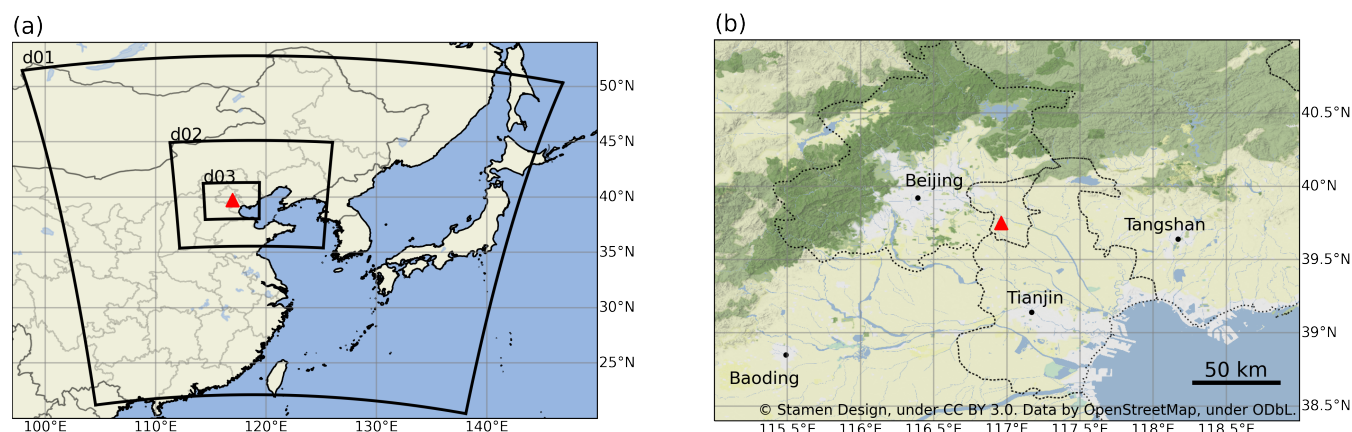 (a)
d01
d02
d03
50°N
45°N
40°N
35°N
30°N
25°N
100°E 110°E 120°E 130°E 140°E
(b)
Beijing
Tangshan
Tianjin
Baoding
50 km
© Stamen Design, under CC BY 3.0. Data by OpenStreetMap, under ODbL.
40.5°N
40°N
39.5°N
39°N
38.5°N
115.5°E 116°E 116.5°E 117°E 117.5°E 118°E 118.5°E